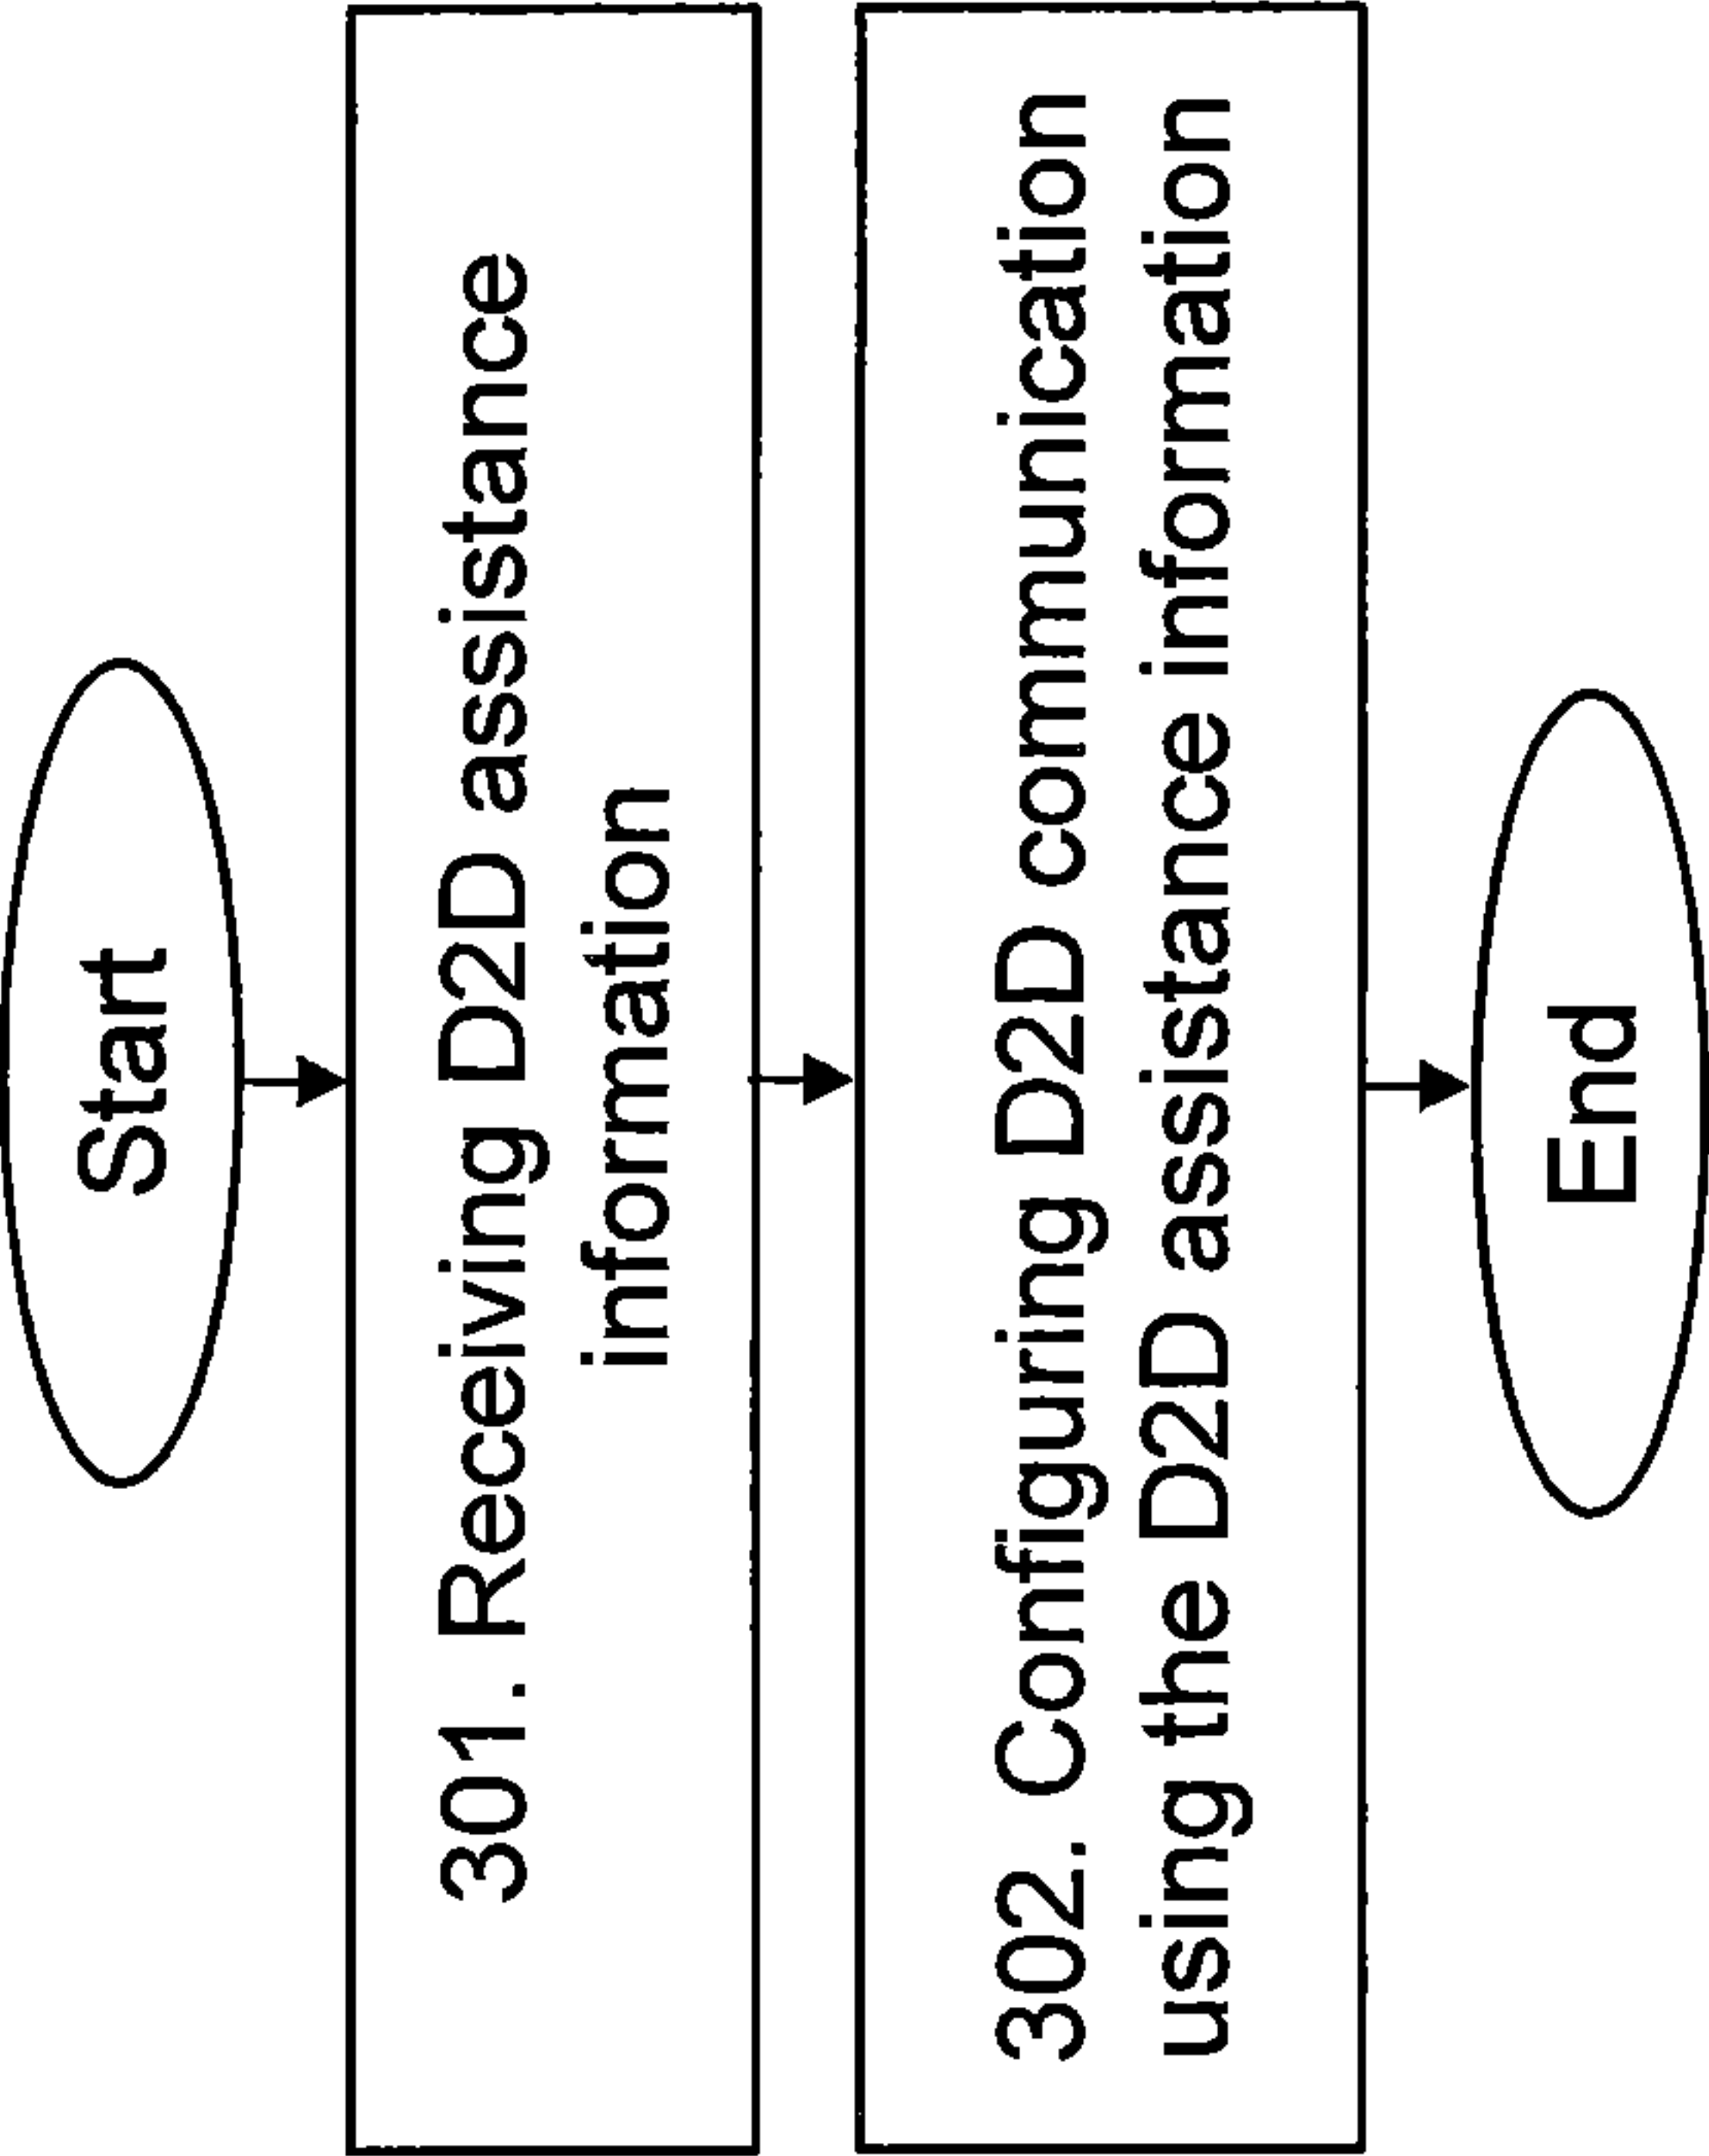 Start
301. Receiving D2D assistance
information
302. Configuring D2D communication
using the D2D assistance information
End